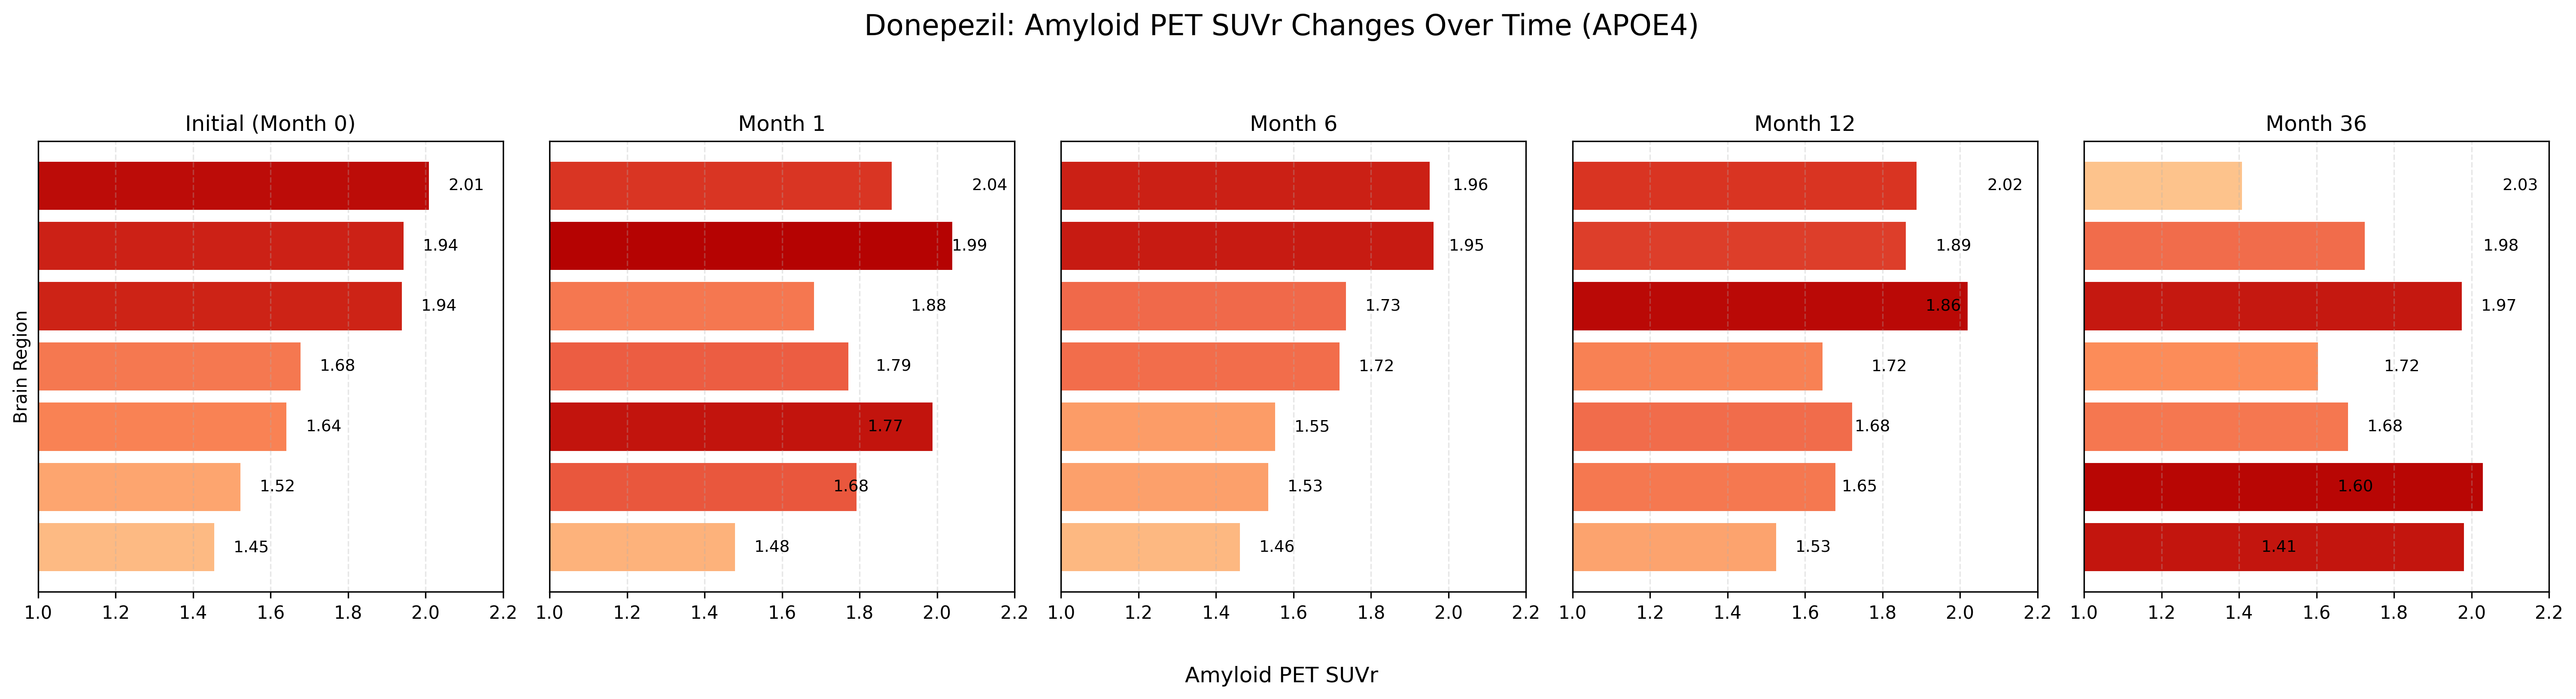 Donepezil: Amyloid PET SUVr Changes Over Time (APOE4)
Initial (Month 0)
Month 1
Month 6
Month 12
Month 36
Brain Region
2.01
1.94
1.94
1.68
1.64
1.52
1.45
1.0 1.2 1.4 1.6 1.8 2.0 2.2
2.04
1.99
1.88
1.79
1.77
1.68
1.48
1.0 1.2 1.4 1.6 1.8 2.0 2.2
1.96
1.95
1.73
1.72
1.55
1.53
1.46
1.0 1.2 1.4 1.6 1.8 2.0 2.2
2.02
1.89
1.86
1.72
1.68
1.65
1.53
1.0 1.2 1.4 1.6 1.8 2.0 2.2
2.03
1.98
1.97
1.72
1.68
1.60
1.41
1.0 1.2 1.4 1.6 1.8 2.0 2.2
Amyloid PET SUVr